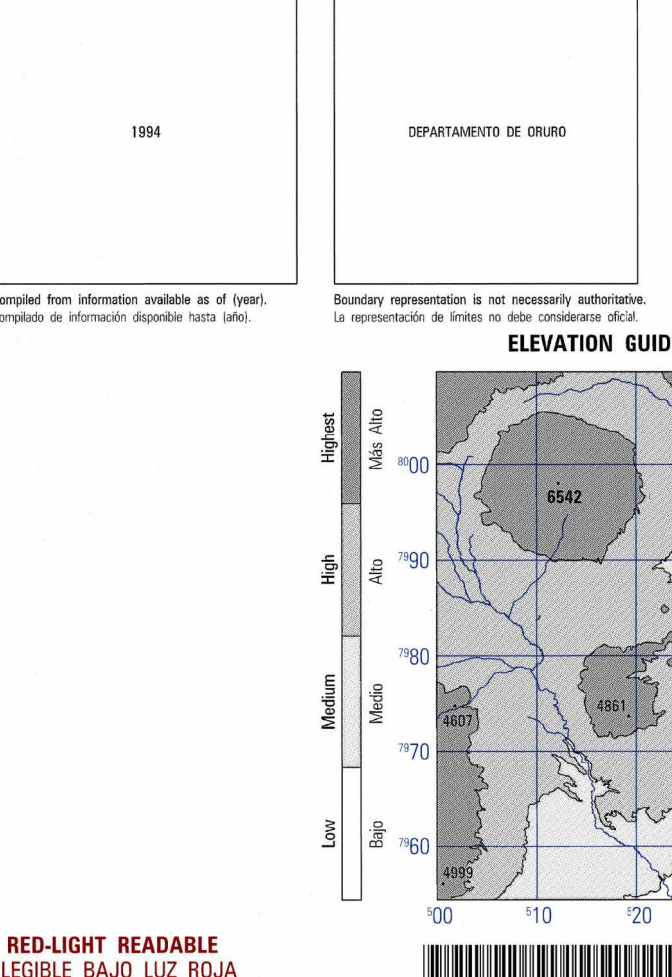 1994
DEPARTAMENTO DE ORURO
ompiled from information available as of (year).
ompilado de información disponible hasta (año).
Boundary representation is not necessarily authoritative.
La representación de límites no debe considerarse oficial.
ELEVATION GUID
Highest
Más Alto
High
Alto
Medium
Medio
Low
Bajo
8000
7990
7980
7970
7960
6542
4861
4607
4999
500
510
520
RED-LIGHT READABLE
LEGIBLE BAJO LUZ ROJA